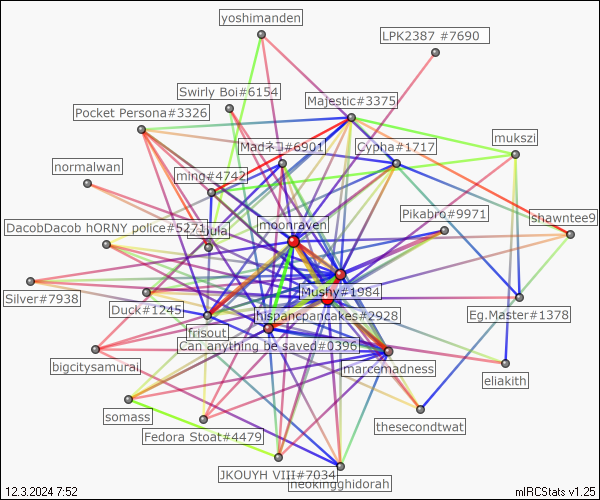 yoshimanden
LPK2387 #7690
Swirly Boi#6154
Majestic#3375
Pocket Persona#3326
mukszi
Madネコ#6901
Cypha#1717
normalwan
ming#4742
Pikabro#9971
shawntee9
moonraven
DacobDacob hORNY police#5271
Mushy#1984
Silver#7938
Duck#1245
hispanicpancakes#2928
Eg.Master#1378
frisout
Can anything be saved#0396
bigcitysamurai
marcemadness
eliakith
somass
thesecondtwat
Fedora Stoat#4479
JKOUYH VIII#7034
neokingghidorah
12.3.2024 7:52
mIRCStats v1.25